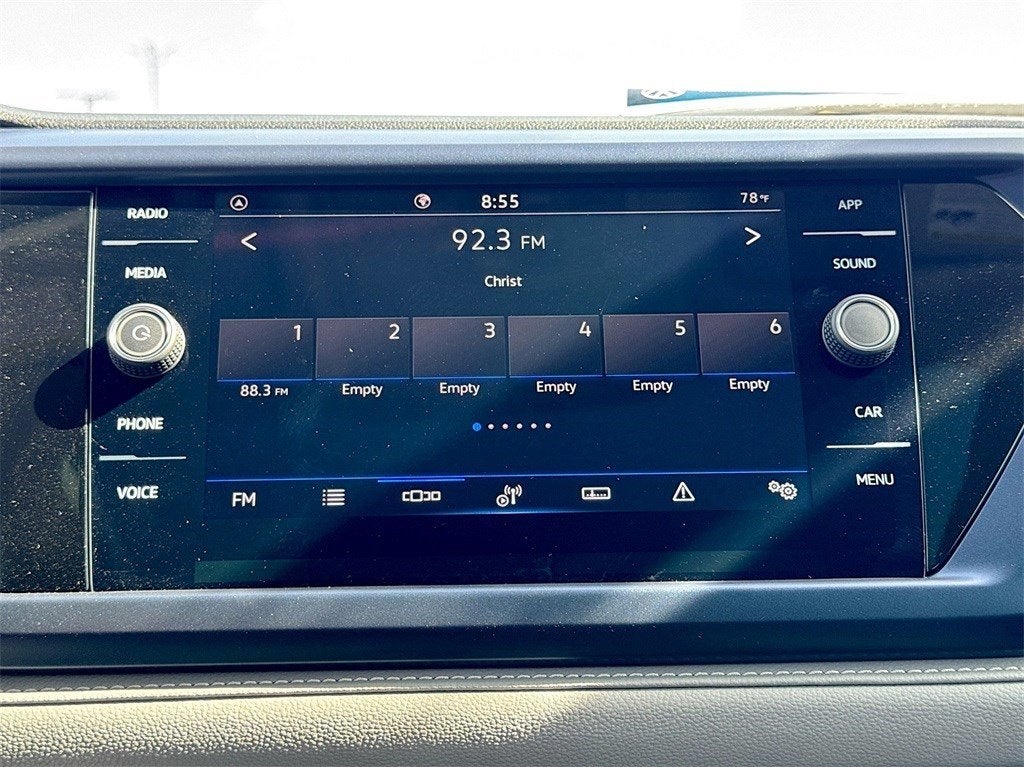 RADIO
MEDIA
PHONE
VOICE
8:55
78°F
92.3 FM
Christ
1 2 3 4 5 6
88.3 FM Empty Empty Empty Empty Empty
FM
APP
SOUND
CAR
MENU